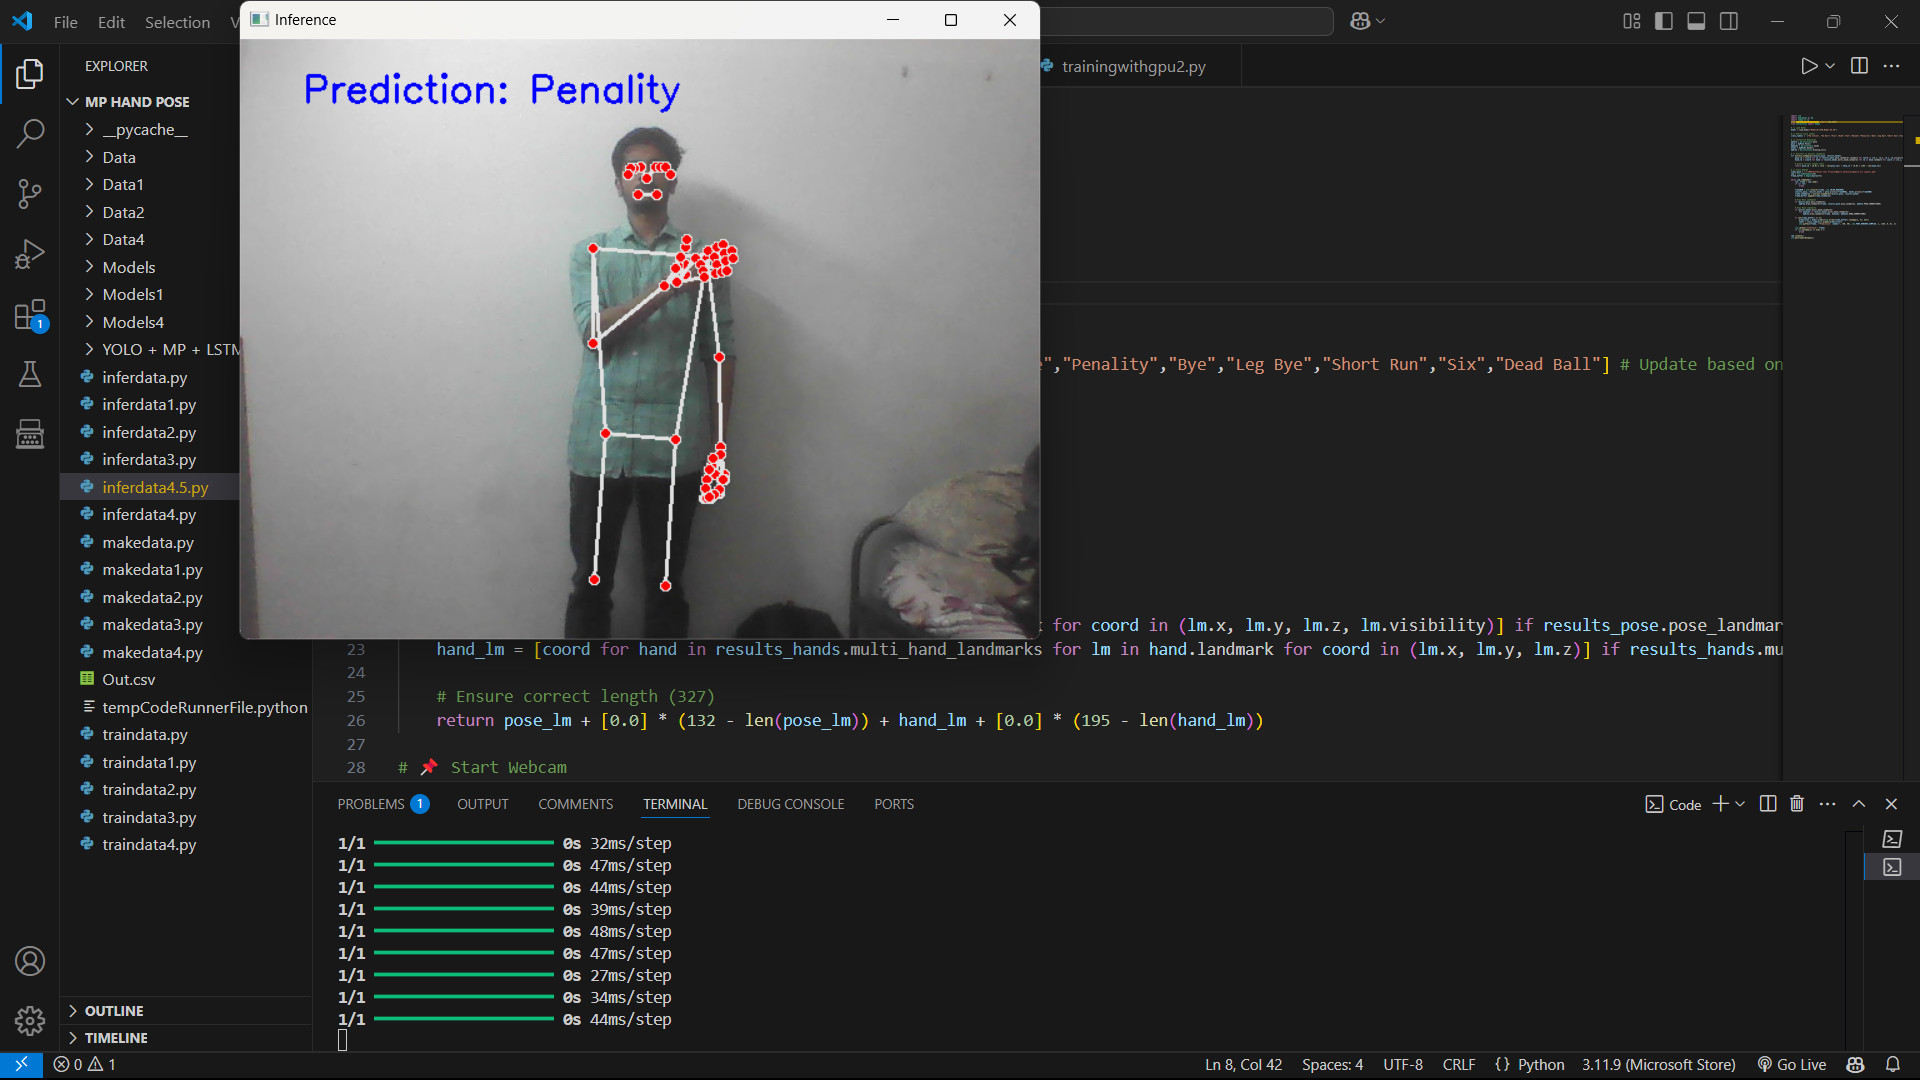 File Edit Selection V
Inference
Prediction: Penality
trainingwithgpu2.py
EXPLORER
MP HAND POSE
__pycache__
Data
Data1
Data2
Data4
Models
Models1
Models4
YOLO + MP + LSTM
inferdata.py
inferdata1.py
inferdata2.py
inferdata3.py
inferdata4.5.py
inferdata4.py
makedata.py
makedata1.py
makedata2.py
makedata3.py
makedata4.py
Out.csv
tempCodeRunnerFile.python
traindata.py
traindata1.py
traindata2.py
traindata3.py
traindata4.py
OUTLINE
TIMELINE
1
","Penality","Bye","Leg Bye","Short Run","Six","Dead Ball"] # Update based on
for coord in (lm.x, lm.y, lm.z, lm.visibility)] if results_pose.pose_landmar
23 hand_lm = [coord for hand in results_hands.multi_hand_landmarks for lm in hand.landmark for coord in (lm.x, lm.y, lm.z)] if results_hands.mu
24
25 # Ensure correct length (327)
26 return pose_lm + [0.0] * (132 - len(pose_lm)) + hand_lm + [0.0] * (195 - len(hand_lm))
27
28 # 📌 Start Webcam
PROBLEMS 1 OUTPUT COMMENTS TERMINAL DEBUG CONSOLE PORTS
Code
1/1 0s 32ms/step
1/1 0s 47ms/step
1/1 0s 44ms/step
1/1 0s 39ms/step
1/1 0s 48ms/step
1/1 0s 47ms/step
1/1 0s 27ms/step
1/1 0s 34ms/step
1/1 0s 44ms/step
0 1 Ln 8, Col 42 Spaces: 4 UTF-8 CRLF {} Python 3.11.9 (Microsoft Store) Go Live